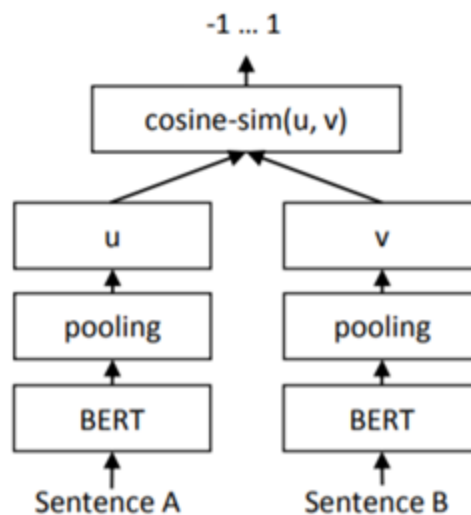 -1 ... 1
cosine-sim(u, v)
u
v
pooling
pooling
BERT
BERT
Sentence A
Sentence B